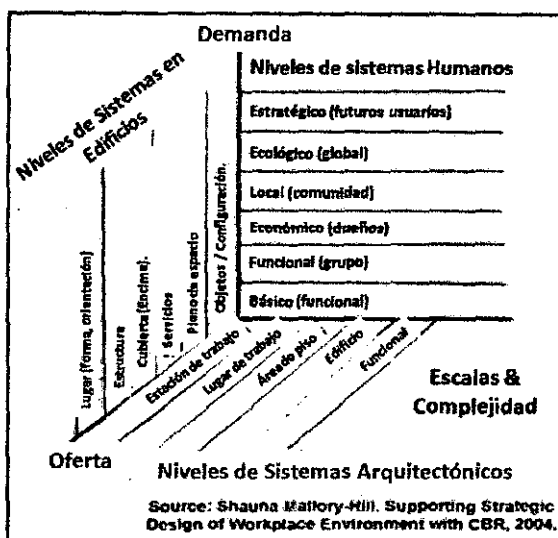 Demanda
Niveles de Sistemas en
Edificios
Niveles de sistemas Humanos
Estratégico (futuros usuarios)
Ecológico (global)
Local (comunidad)
Económico (dueños)
Funcional (grupo)
Básico (funcional)
Lugar (forma, orientación)
Estructura
Cubierta (Encima).
Servicios
Plano de espacio
Objetos / Configuración.
Estación de trabajo
Lugar de trabajo
Área do piso
Edificio
Funcional
Escalas &
Complejidad
Oferta
Niveles de Sistemas Arquitectónicos
Source: Shauna Mallory-Hill. Supporting Strategic
Design of Workplace Environment with CBR, 2004.